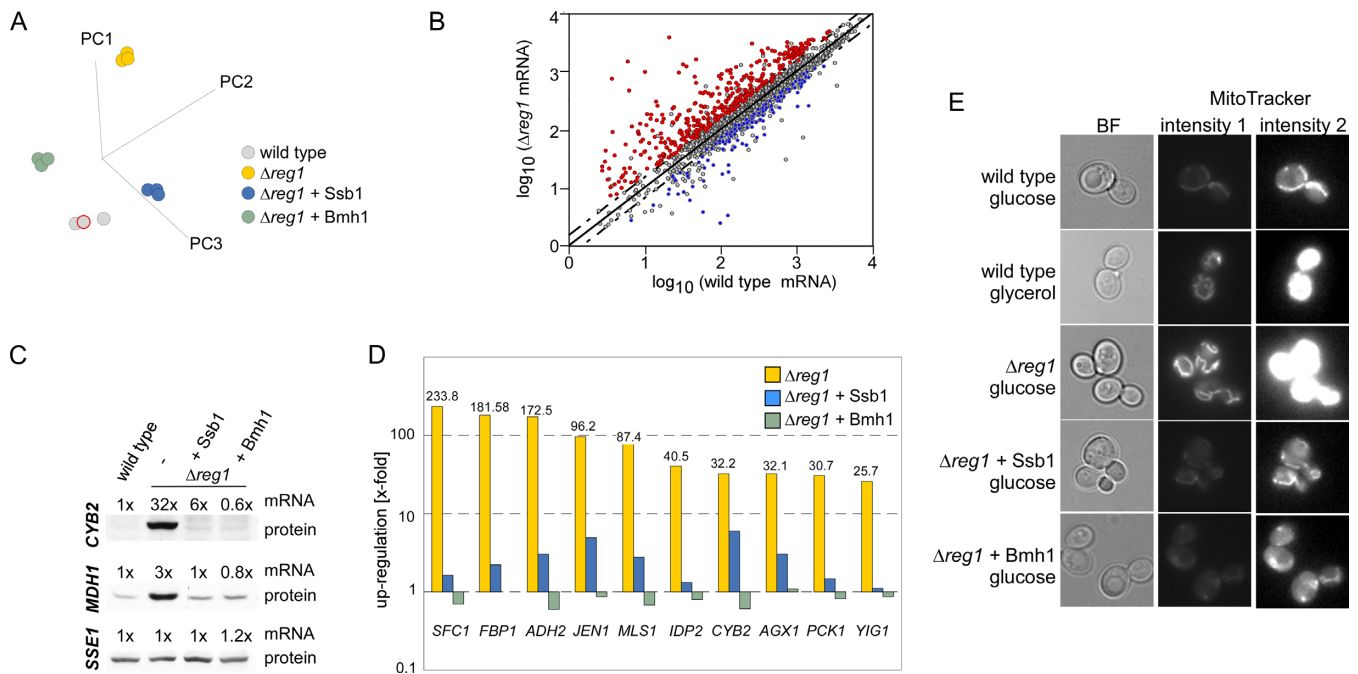 A
PC1
PC2
PC3
wild type
Δreg1
Δreg1 + Ssb1
Δreg1 + Bmh1
B
log10 (Δreg1 mRNA)
4
3
2
1
0
0 1 2 3 4
log10 (wild type mRNA)
C
wild type
-
+ Ssb1
+ Bmh1
Δreg1
CYB2
1x 32x 6x 0.6x mRNA
protein
MDH1
1x 3x 1x 0.8x mRNA
protein
SSE1
1x 1x 1x 1.2x mRNA
protein
D
up-regulation [x-fold]
100
10
1
0.1
233.8 181.58 172.5 96.2 87.4 40.5 32.2 32.1 30.7 25.7
Δreg1
Δreg1 + Ssb1
Δreg1 + Bmh1
SFC1 FBP1 ADH2 JEN1 MLS1 IDP2 CYB2 AGX1 PCK1 YIG1
E
MitoTracker
BF intensity 1 intensity 2
wild type
glucose
wild type
glycerol
Δreg1
glucose
Δreg1 + Ssb1
glucose
Δreg1 + Bmh1
glucose